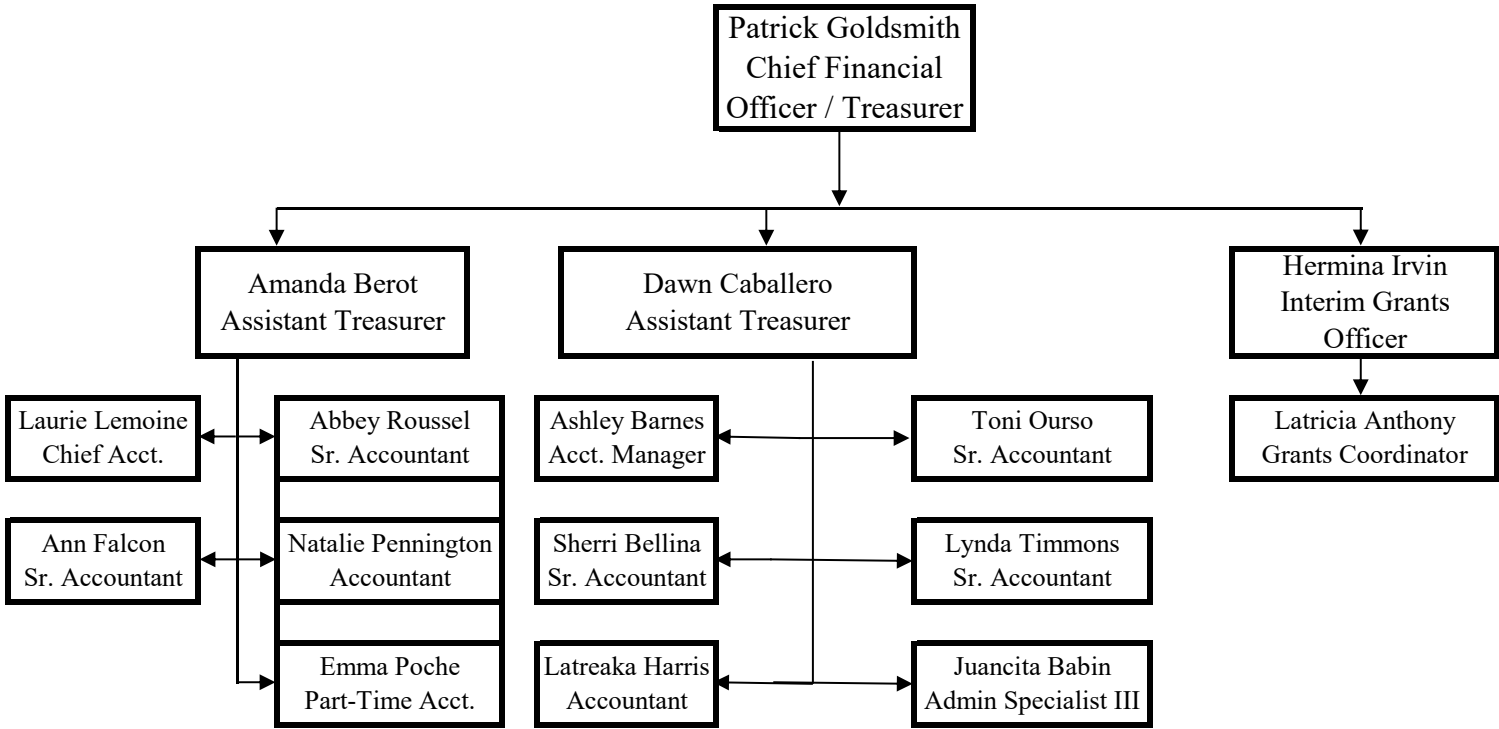 Patrick Goldsmith
Chief Financial
Officer / Treasurer
Amanda Berot
Assistant Treasurer
Dawn Caballero
Assistant Treasurer
Hermina Irvin
Interim Grants
Officer
Laurie Lemoine
Chief Acct.
Abbey Roussel
Sr. Accountant
Ashley Barnes
Acct. Manager
Toni Ourso
Sr. Accountant
Latricia Anthony
Grants Coordinator
Ann Falcon
Sr. Accountant
Natalie Pennington
Accountant
Sherri Bellina
Sr. Accountant
Lynda Timmons
Sr. Accountant
Emma Poche
Part-Time Acct.
Latreaka Harris
Accountant
Juancita Babin
Admin Specialist III